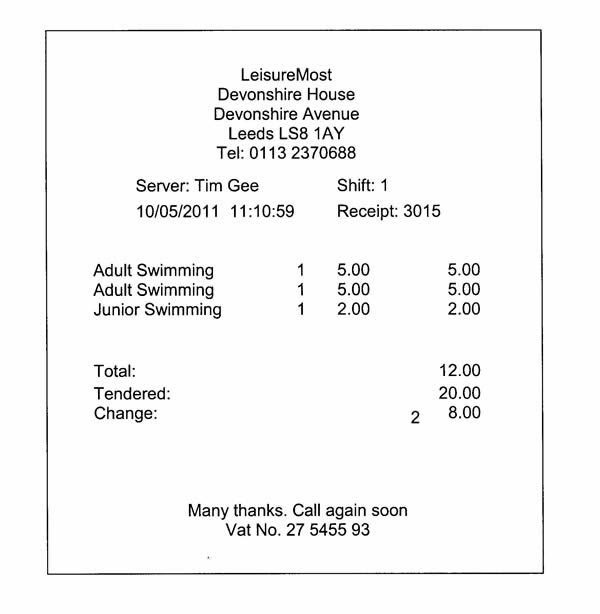 LeisureMost
Devonshire House
Devonshire Avenue
Leeds LS8 1AY
Tel: 0113 2370688
Server: Tim Gee Shift: 1
10/05/2011 11:10:59 Receipt: 3015
Adult Swimming 1 5.00 5.00
Adult Swimming 1 5.00 5.00
Junior Swimming 1 2.00 2.00
Total: 12.00
Tendered: 20.00
Change: 2 8.00
Many thanks. Call again soon
Vat No. 27 5455 93